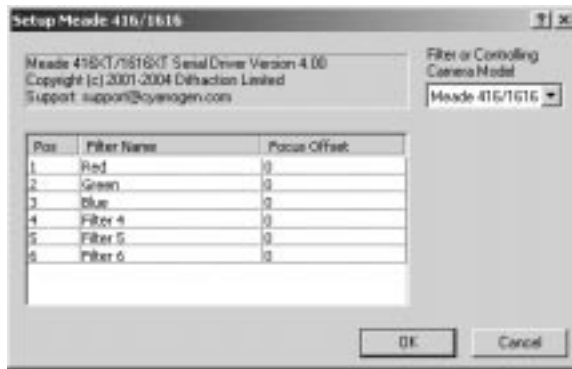 Setup Meade 416/1616
Meade 416XT/1616XT Serial Driver Version 4.00
Copyright (c) 2001-2004 Diffraction Limited
Support: support@cyanogen.com
Filter or Controlling
Camera Model
Meade 416/1616
Pos Filter Name Focus Offset
1 Red 0
2 Green 0
3 Blue 0
4 Filter 4 0
5 Filter 5 0
6 Filter 6 0
OK Cancel